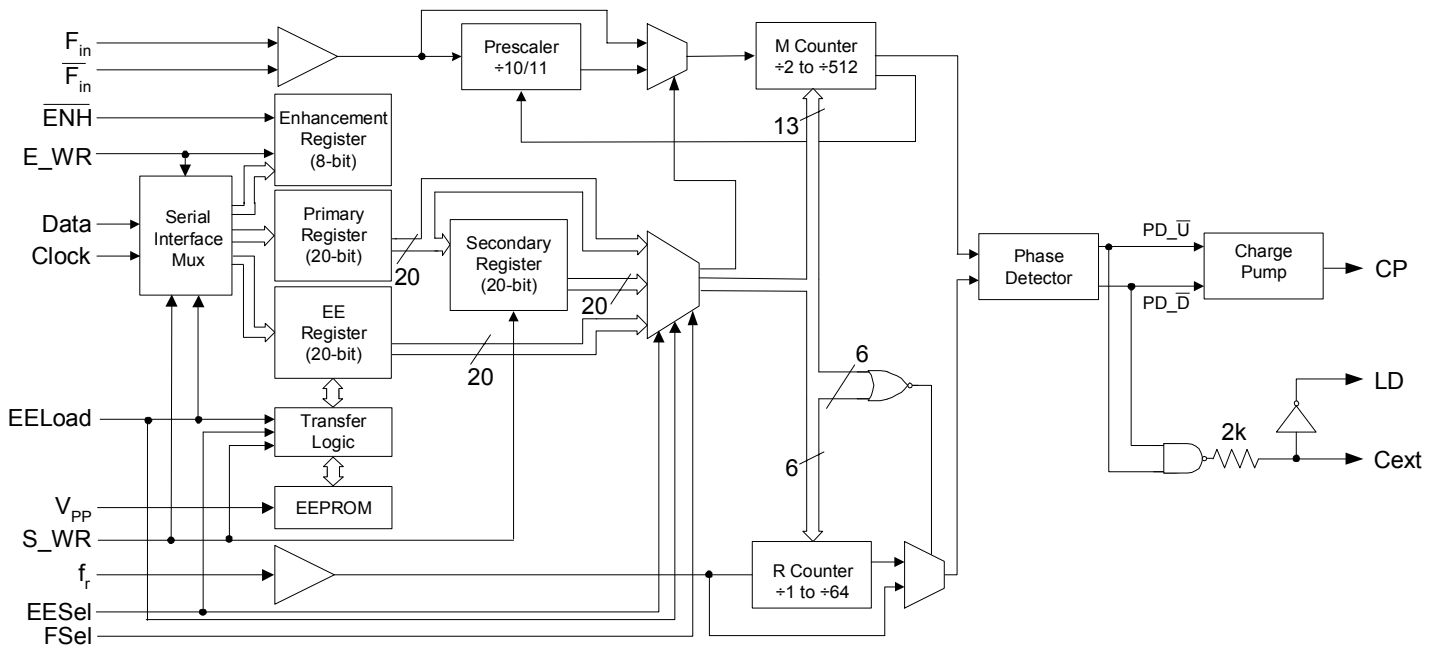 F_in
F̅_in
E̅N̅H̅
E_WR
Data
Clock
EELoad
V_PP
S_WR
f_r
EESel
FSel
Prescaler
÷10/11
M Counter
÷2 to ÷512
13
Enhancement
Register
(8-bit)
Serial
Interface
Mux
Primary
Register
(20-bit)
20
Secondary
Register
(20-bit)
20
EE
Register
(20-bit)
20
Transfer
Logic
EEPROM
6
6
R Counter
÷1 to ÷64
Phase
Detector
PD_U̅
PD_D̅
Charge
Pump
CP
LD
2k
Cext